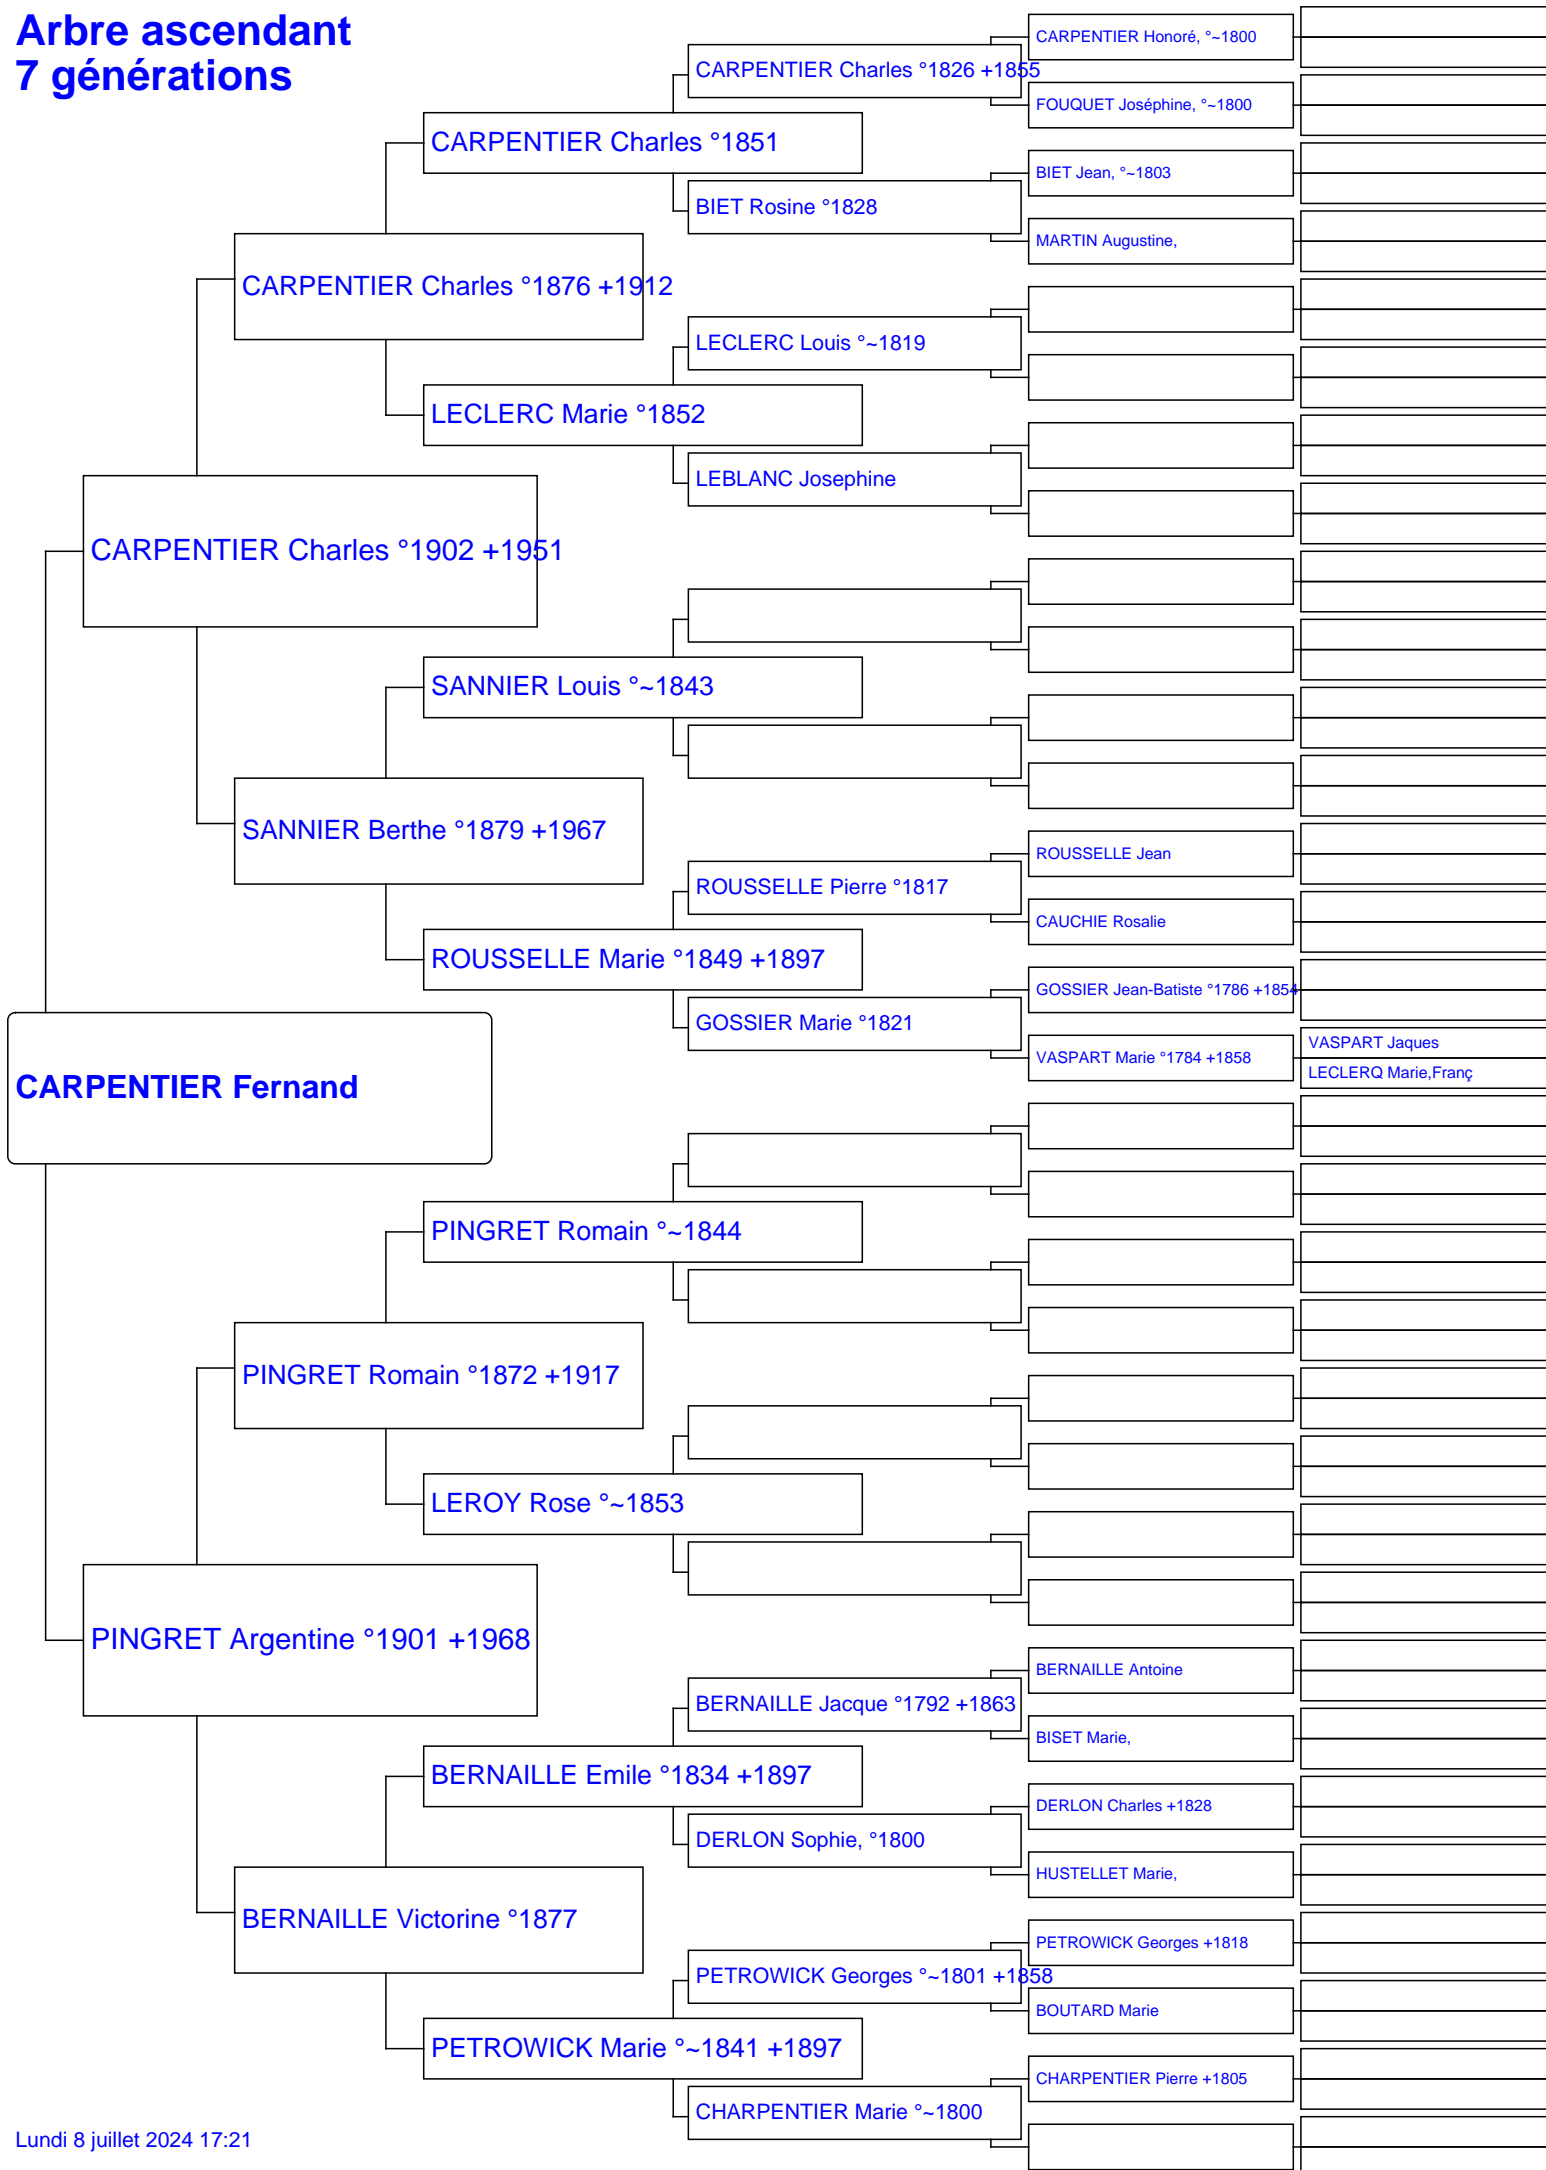 Arbre ascendant
7 générations
CARPENTIER Honoré, °~1800
CARPENTIER Charles °1826 +1855
FOUQUET Joséphine, °~1800
CARPENTIER Charles °1851
BIET Jean, °~1803
BIET Rosine °1828
MARTIN Augustine,
CARPENTIER Charles °1876 +1912
LECLERC Louis °~1819
LECLERC Marie °1852
LEBLANC Josephine
CARPENTIER Charles °1902 +1951
SANNIER Louis °~1843
SANNIER Berthe °1879 +1967
ROUSSELLE Jean
ROUSSELLE Pierre °1817
CAUCHIE Rosalie
ROUSSELLE Marie °1849 +1897
GOSSIER Jean-Batiste °1786 +1854
GOSSIER Marie °1821
VASPART Jaques
VASPART Marie °1784 +1858
LECLERQ Marie,Franç
CARPENTIER Fernand
PINGRET Romain °~1844
PINGRET Romain °1872 +1917
LEROY Rose °~1853
PINGRET Argentine °1901 +1968
BERNAILLE Antoine
BERNAILLE Jacque °1792 +1863
BISET Marie,
BERNAILLE Emile °1834 +1897
DERLON Charles +1828
DERLON Sophie, °1800
HUSTELLET Marie,
BERNAILLE Victorine °1877
PETROWICK Georges +1818
PETROWICK Georges °~1801 +1858
BOUTARD Marie
PETROWICK Marie °~1841 +1897
CHARPENTIER Pierre +1805
CHARPENTIER Marie °~1800
Lundi 8 juillet 2024 17:21